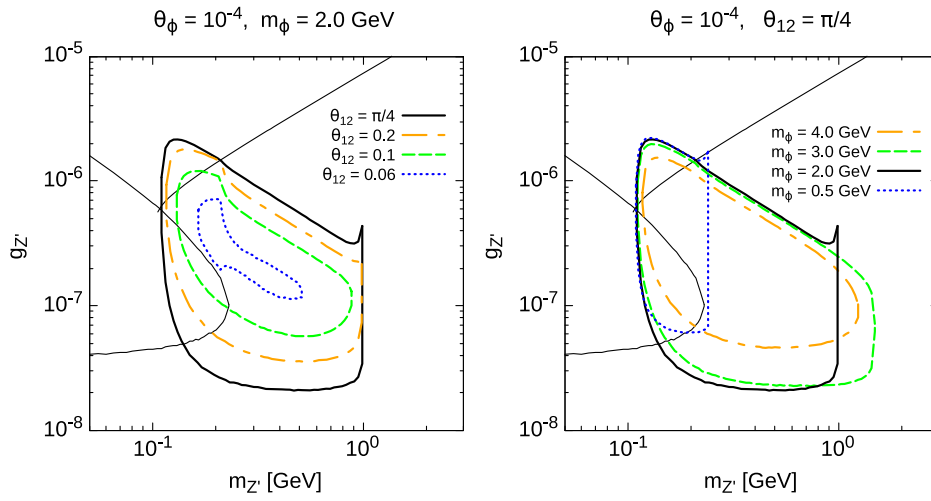 θϕ = 10⁻⁴, mϕ = 2.0 GeV
10⁻⁵
10⁻⁶
10⁻⁷
10⁻⁸
gZ'
θ12 = π/4
θ12 = 0.2
θ12 = 0.1
θ12 = 0.06
10⁻¹
10⁰
mZ' [GeV]
θϕ = 10⁻⁴, θ12 = π/4
10⁻⁵
10⁻⁶
10⁻⁷
10⁻⁸
gZ'
mϕ = 4.0 GeV
mϕ = 3.0 GeV
mϕ = 2.0 GeV
mϕ = 0.5 GeV
10⁻¹
10⁰
mZ' [GeV]